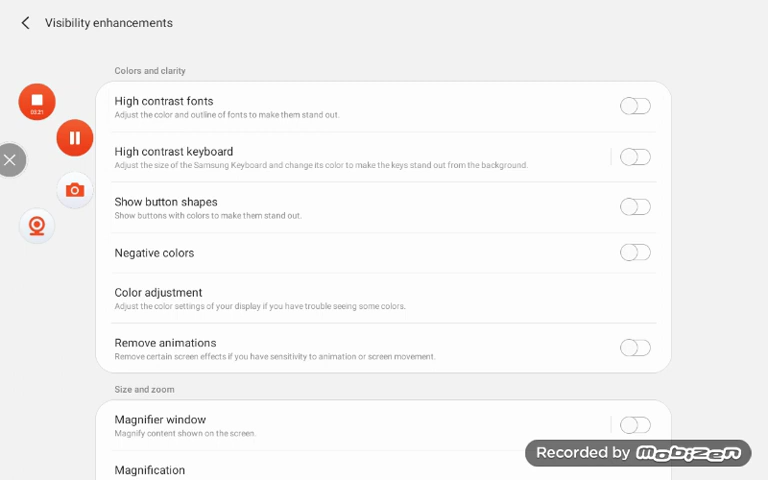 Visibility enhancements
Colors and clarity
High contrast fonts
Adjust the color and outline of fonts to make them stand out.
High contrast keyboard
Adjust the size of the Samsung Keyboard and change its color to make the keys stand out from the background.
Show button shapes
Show buttons with colors to make them stand out.
Negative colors
Color adjustment
Adjust the color settings of your display if you have trouble seeing some colors.
Remove animations
Remove certain screen effects if you have sensitivity to animation or screen movement.
Size and zoom
Magnifier window
Magnify content shown on the screen.
Recorded by mobizen
Magnification